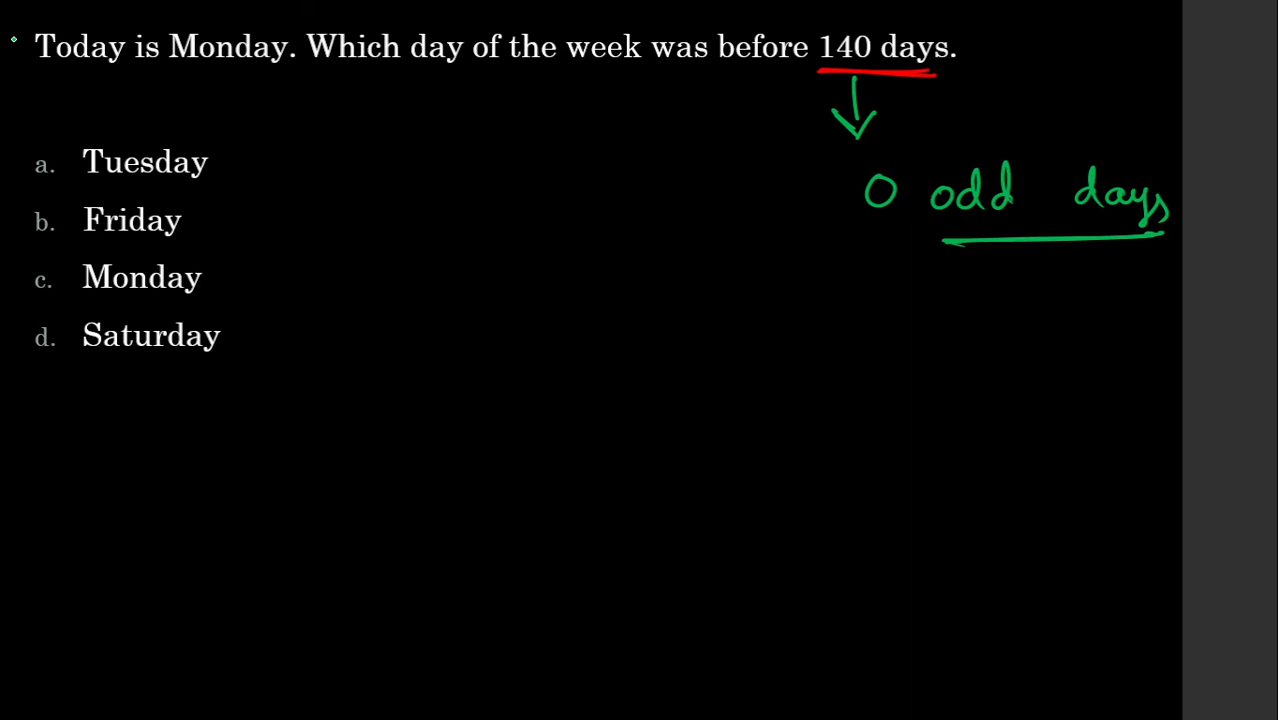 Today is Monday. Which day of the week was before 140 days.
0 odd days
a. Tuesday
b. Friday
c. Monday
d. Saturday